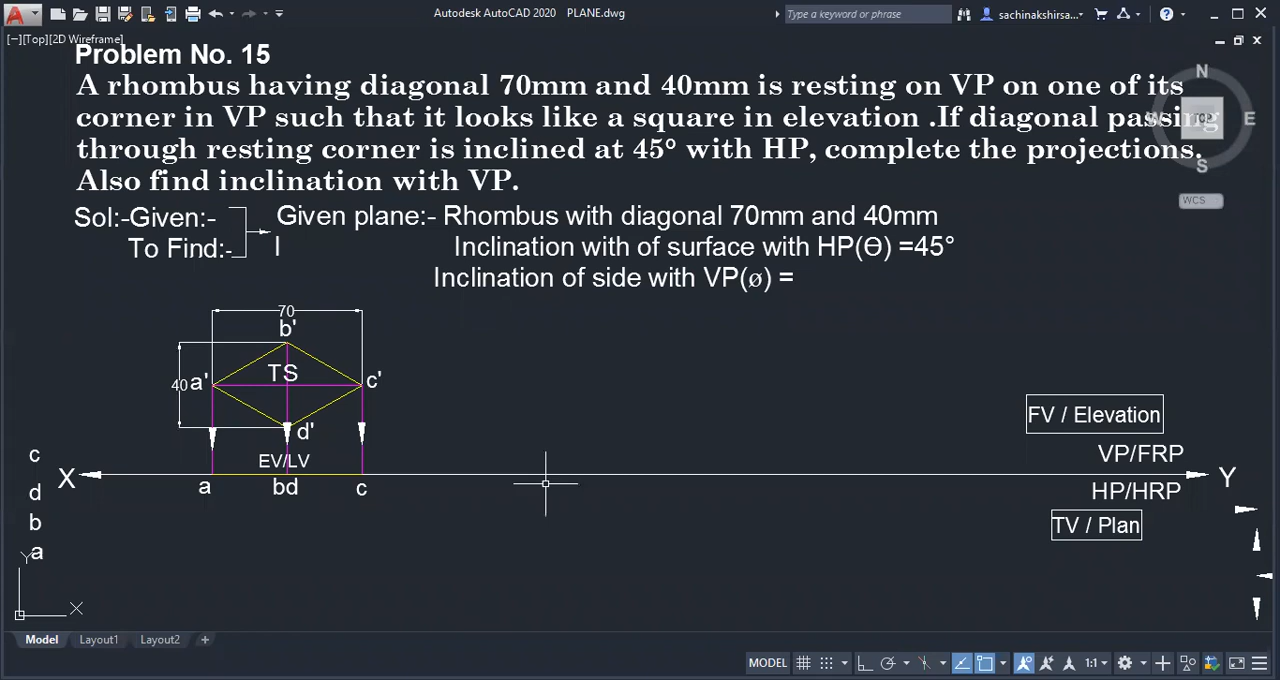 Autodesk AutoCAD 2020 PLANE.dwg
Type a keyword or phrase
sachinakshirsa...
[−][Top][2D Wireframe]
Problem No. 15
A rhombus having diagonal 70mm and 40mm is resting on VP on one of its
corner in VP such that it looks like a square in elevation .If diagonal passing
through resting corner is inclined at 45° with HP, complete the projections.
Also find inclination with VP.
N
W TOP E
S
WCS
Sol:-Given:-
To Find:-
Given plane:- Rhombus with diagonal 70mm and 40mm
I Inclination with of surface with HP(Ɵ) =45°
Inclination of side with VP(ø) =
70
b'
TS
40 a' c'
d'
EV/LV
FV / Elevation
VP/FRP
X Y
HP/HRP
TV / Plan
a bd c
c
d
b
a
Y
X
Model Layout1 Layout2 +
MODEL 1:1